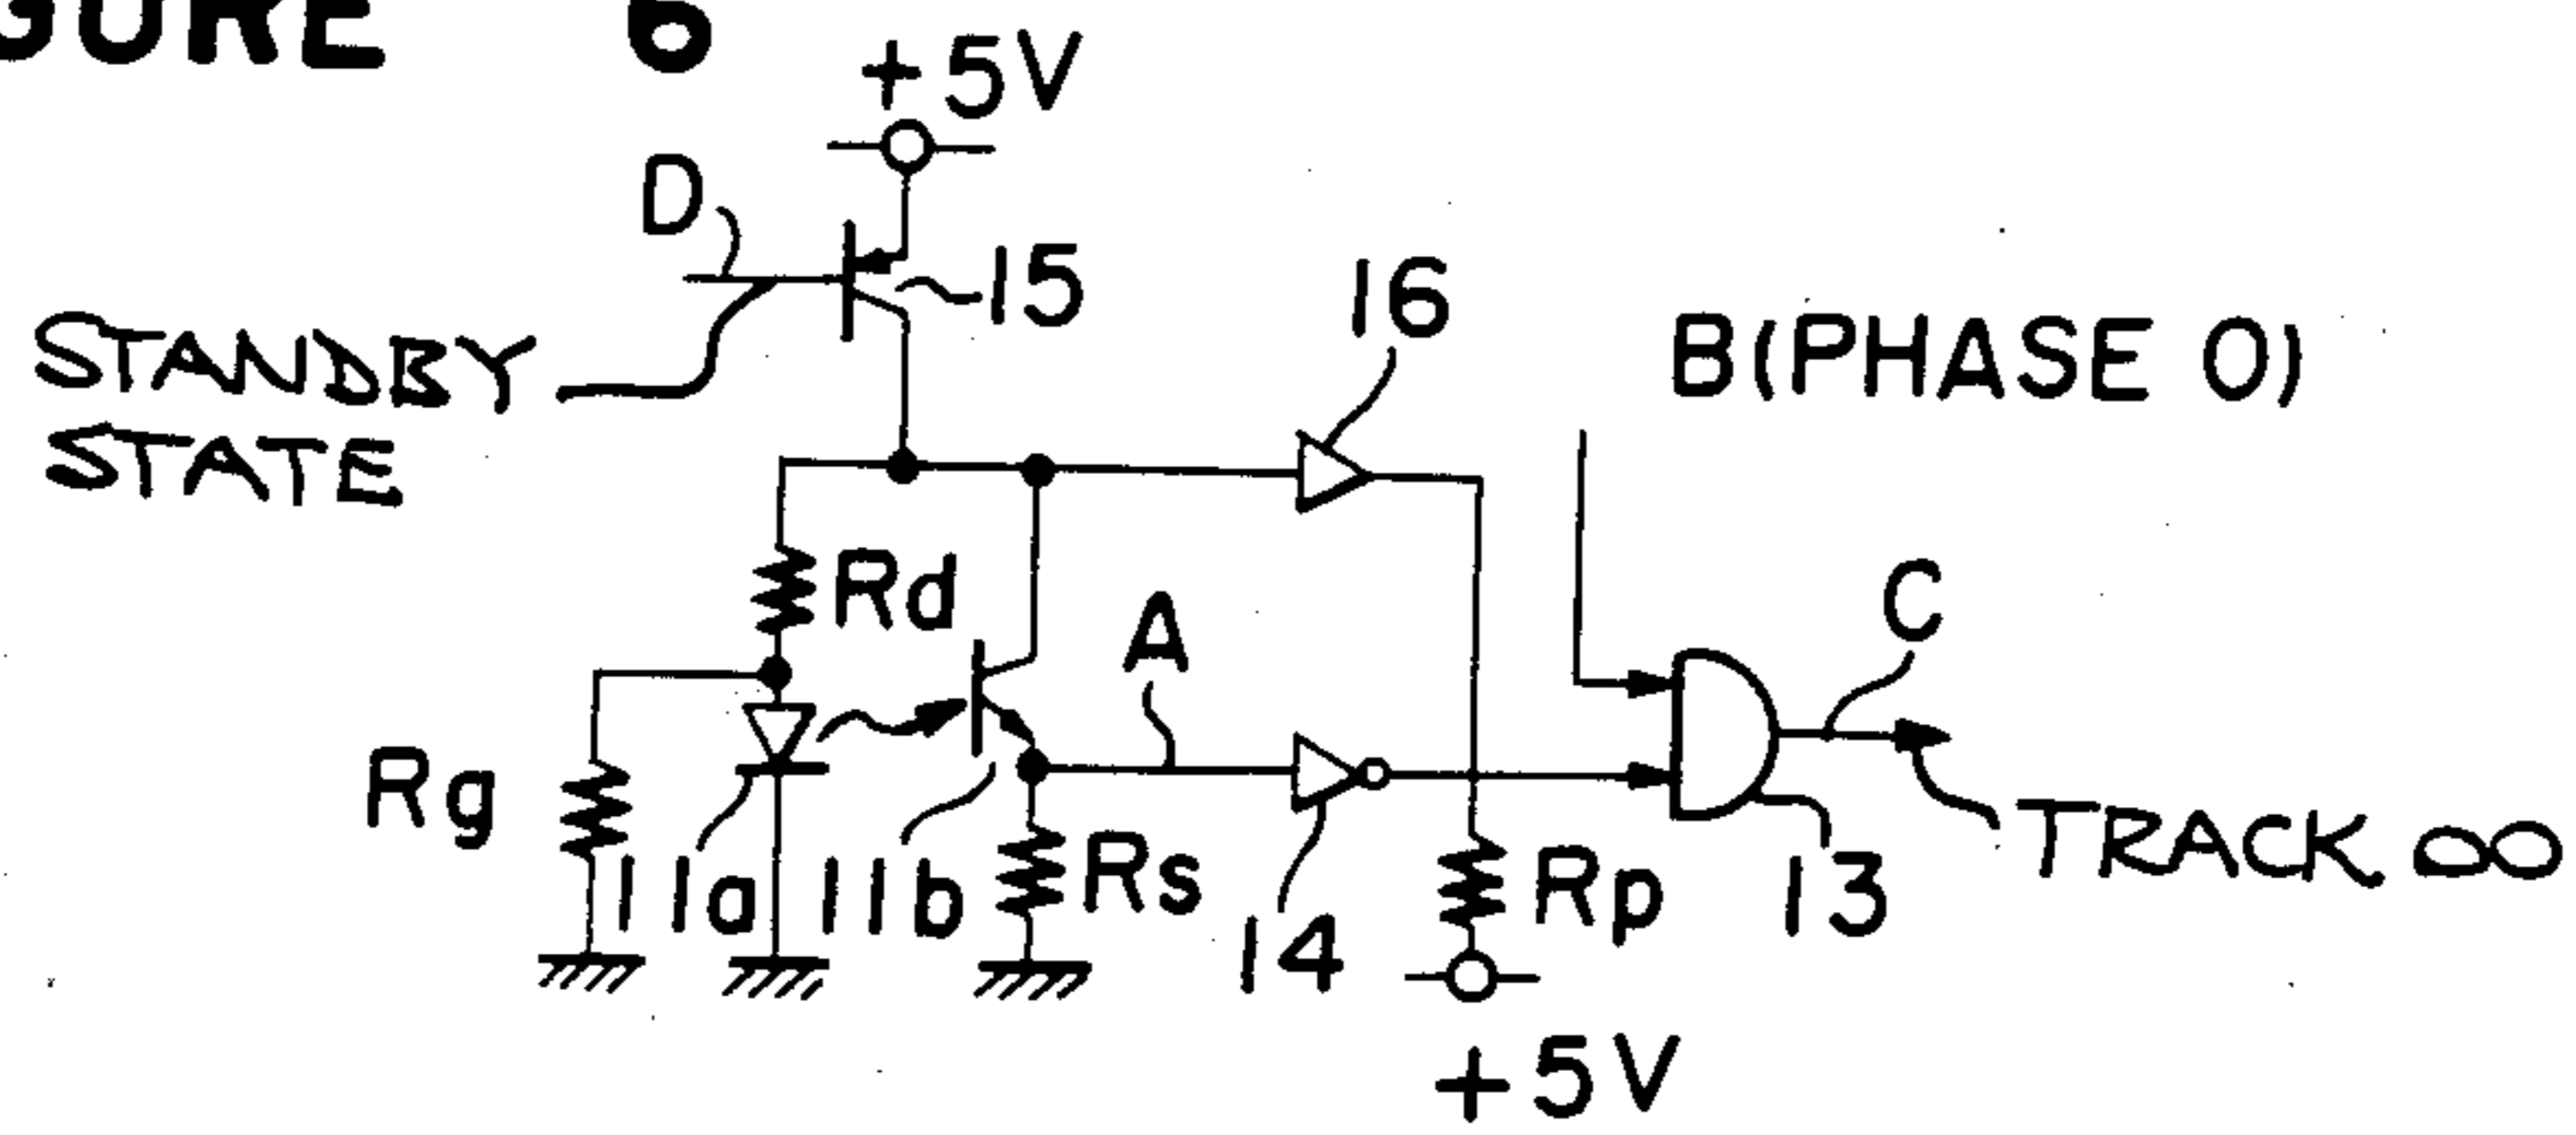 GURE 6
+5V
D
15
16
STANDBY
STATE
B(PHASE 0)
Rd
A
C
Rg
11a
11b
Rs
14
Rp
13
TRACK 00
+5V